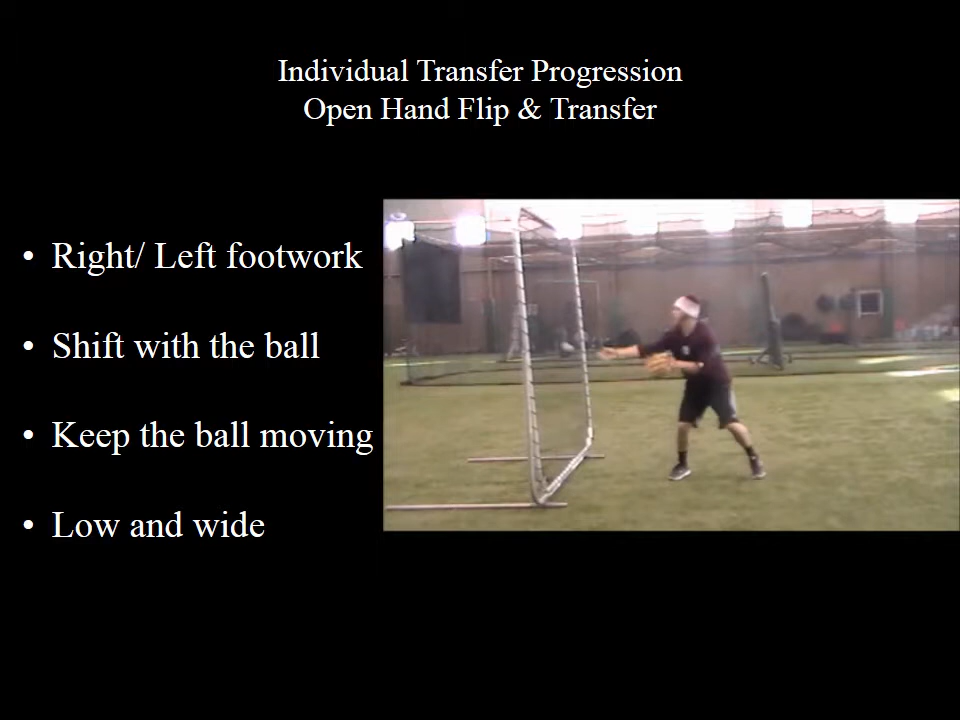 Individual Transfer Progression
Open Hand Flip & Transfer
• Right/ Left footwork
• Shift with the ball
• Keep the ball moving
• Low and wide